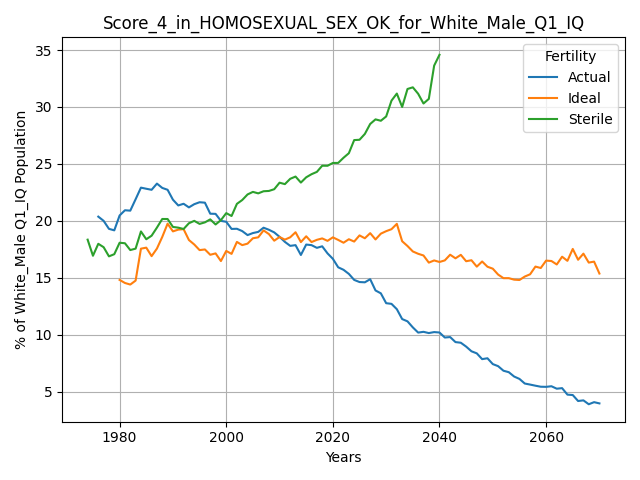 Score_4_in_HOMOSEXUAL_SEX_OK_for_White_Male_Q1_IQ
% of White_Male Q1_IQ Population
35
30
25
20
15
10
5
Fertility
Actual
Ideal
Sterile
1980 2000 2020 2040 2060
Years